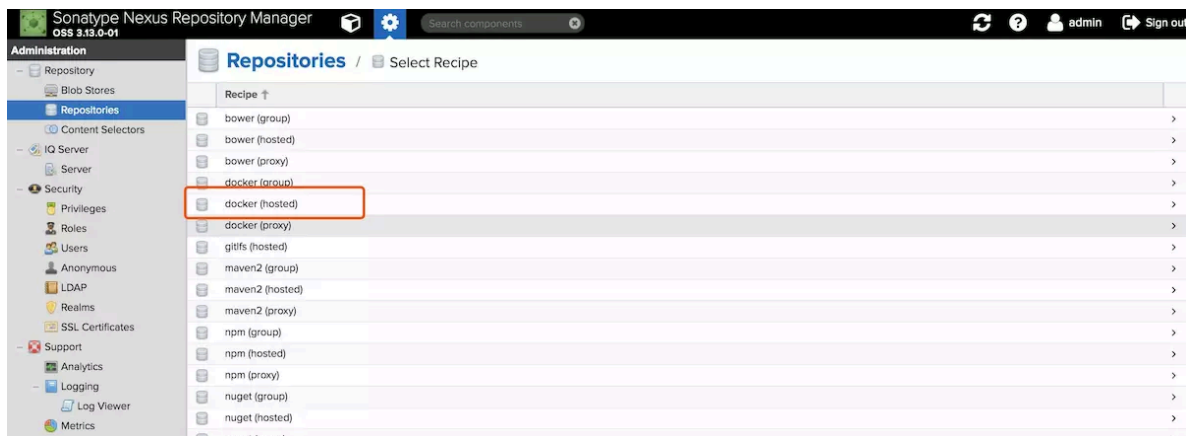 Sonatype Nexus Repository Manager
OSS 3.13.0-01
Search components
admin
Sign out
Administration
Repository
Blob Stores
Repositories
Content Selectors
IQ Server
Server
Security
Privileges
Roles
Users
Anonymous
LDAP
Realms
SSL Certificates
Support
Analytics
Logging
Log Viewer
Metrics
Repositories / Select Recipe
Recipe
bower (group)
bower (hosted)
bower (proxy)
docker (group)
docker (hosted)
docker (proxy)
gitlfs (hosted)
maven2 (group)
maven2 (hosted)
maven2 (proxy)
npm (group)
npm (hosted)
npm (proxy)
nuget (group)
nuget (hosted)